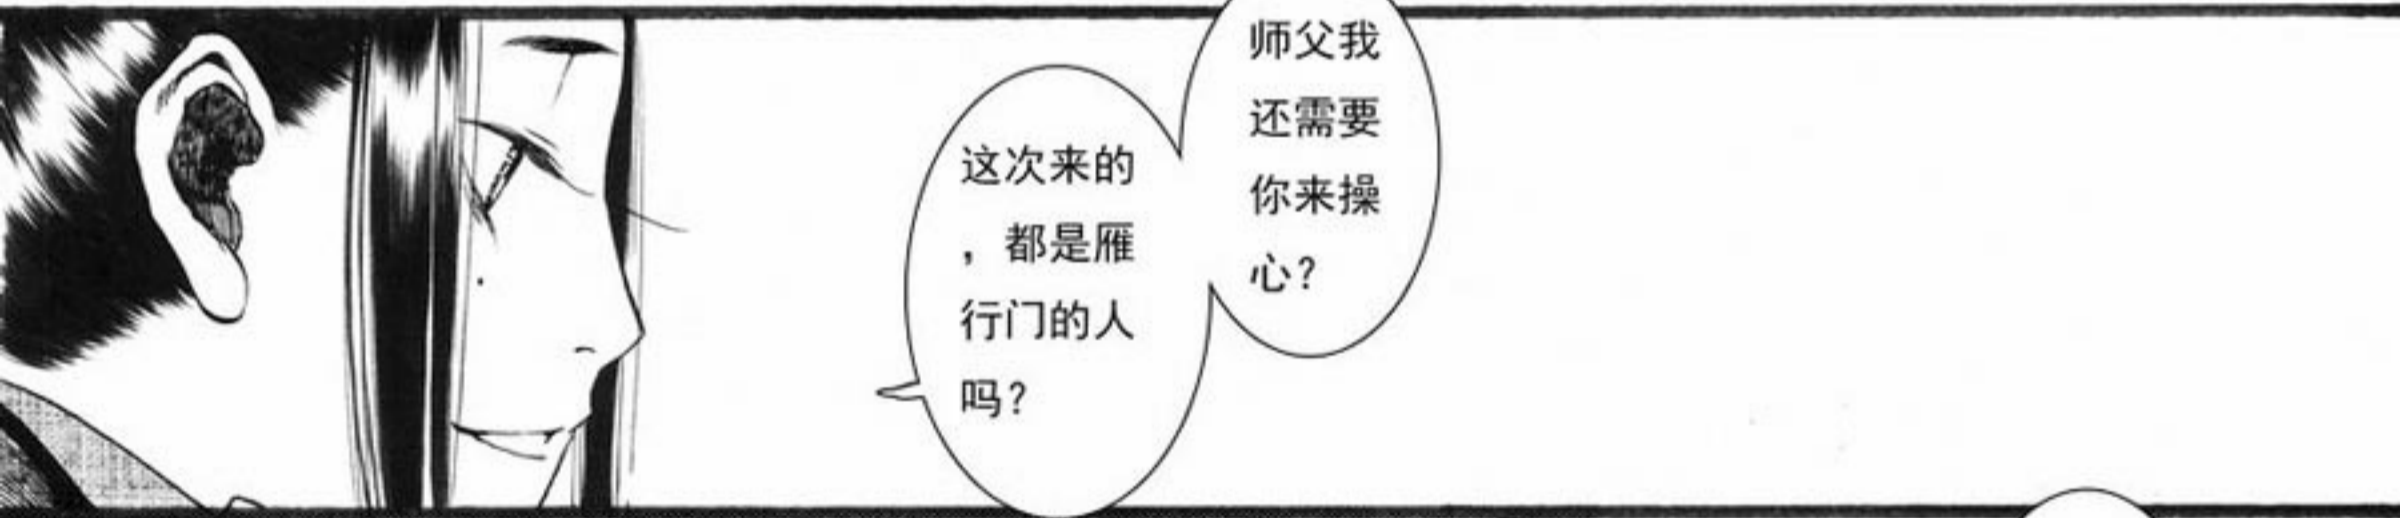 师父我
还需要
你来操
心?
这次来的
，都是雁
行门的人
吗?